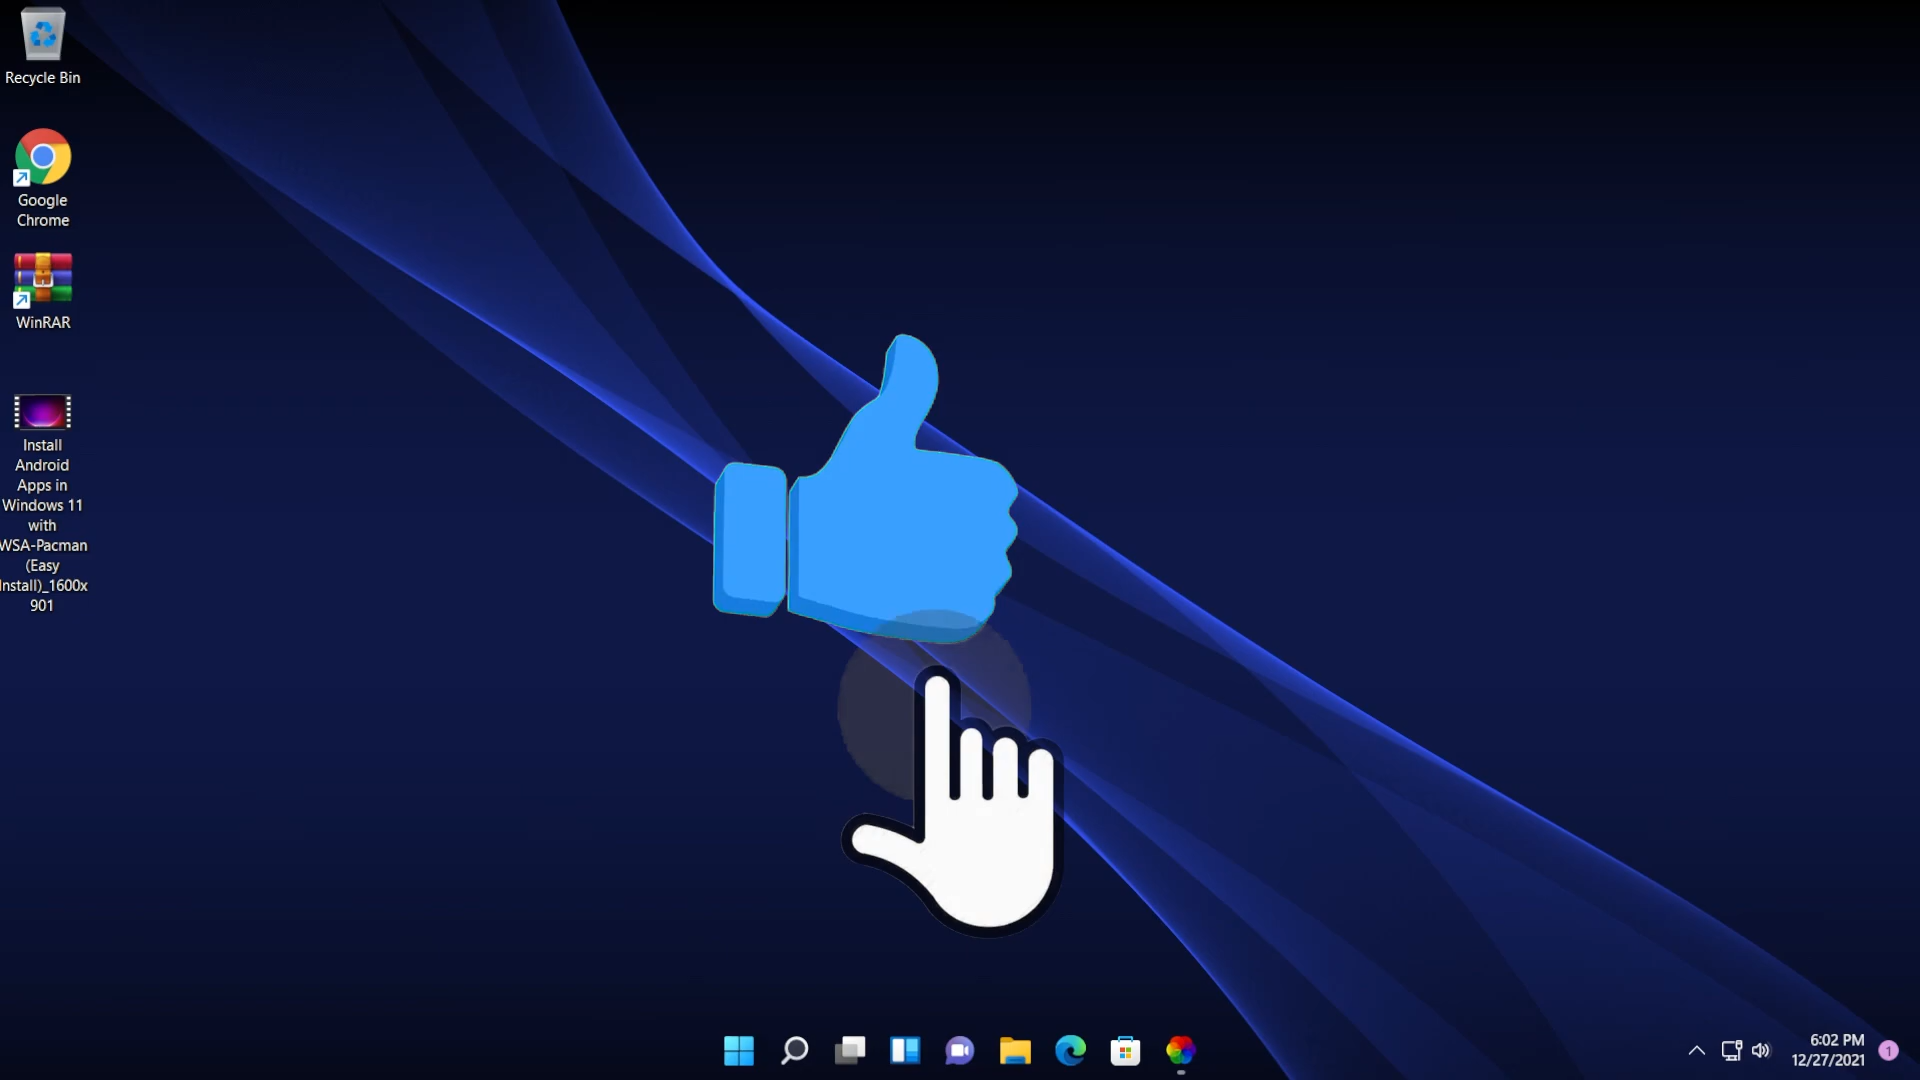 Recycle Bin
Google
Chrome
WinRAR
Install
Android
Apps in
Windows 11
with
WSA-Pacman
(Easy
Install)_1600x
901
6:02 PM
12/27/2021
1